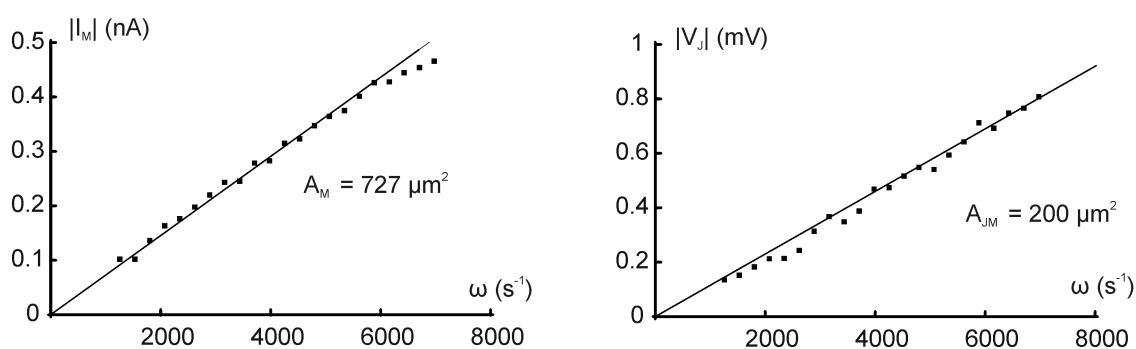 |I_M| (nA)
0.5
0.4
0.3
0.2
0.1
0
A_M = 727 µm²
ω (s⁻¹)
2000 4000 6000 8000
|V_J| (mV)
1
0.8
0.6
0.4
0.2
0
A_JM = 200 µm²
ω (s⁻¹)
2000 4000 6000 8000